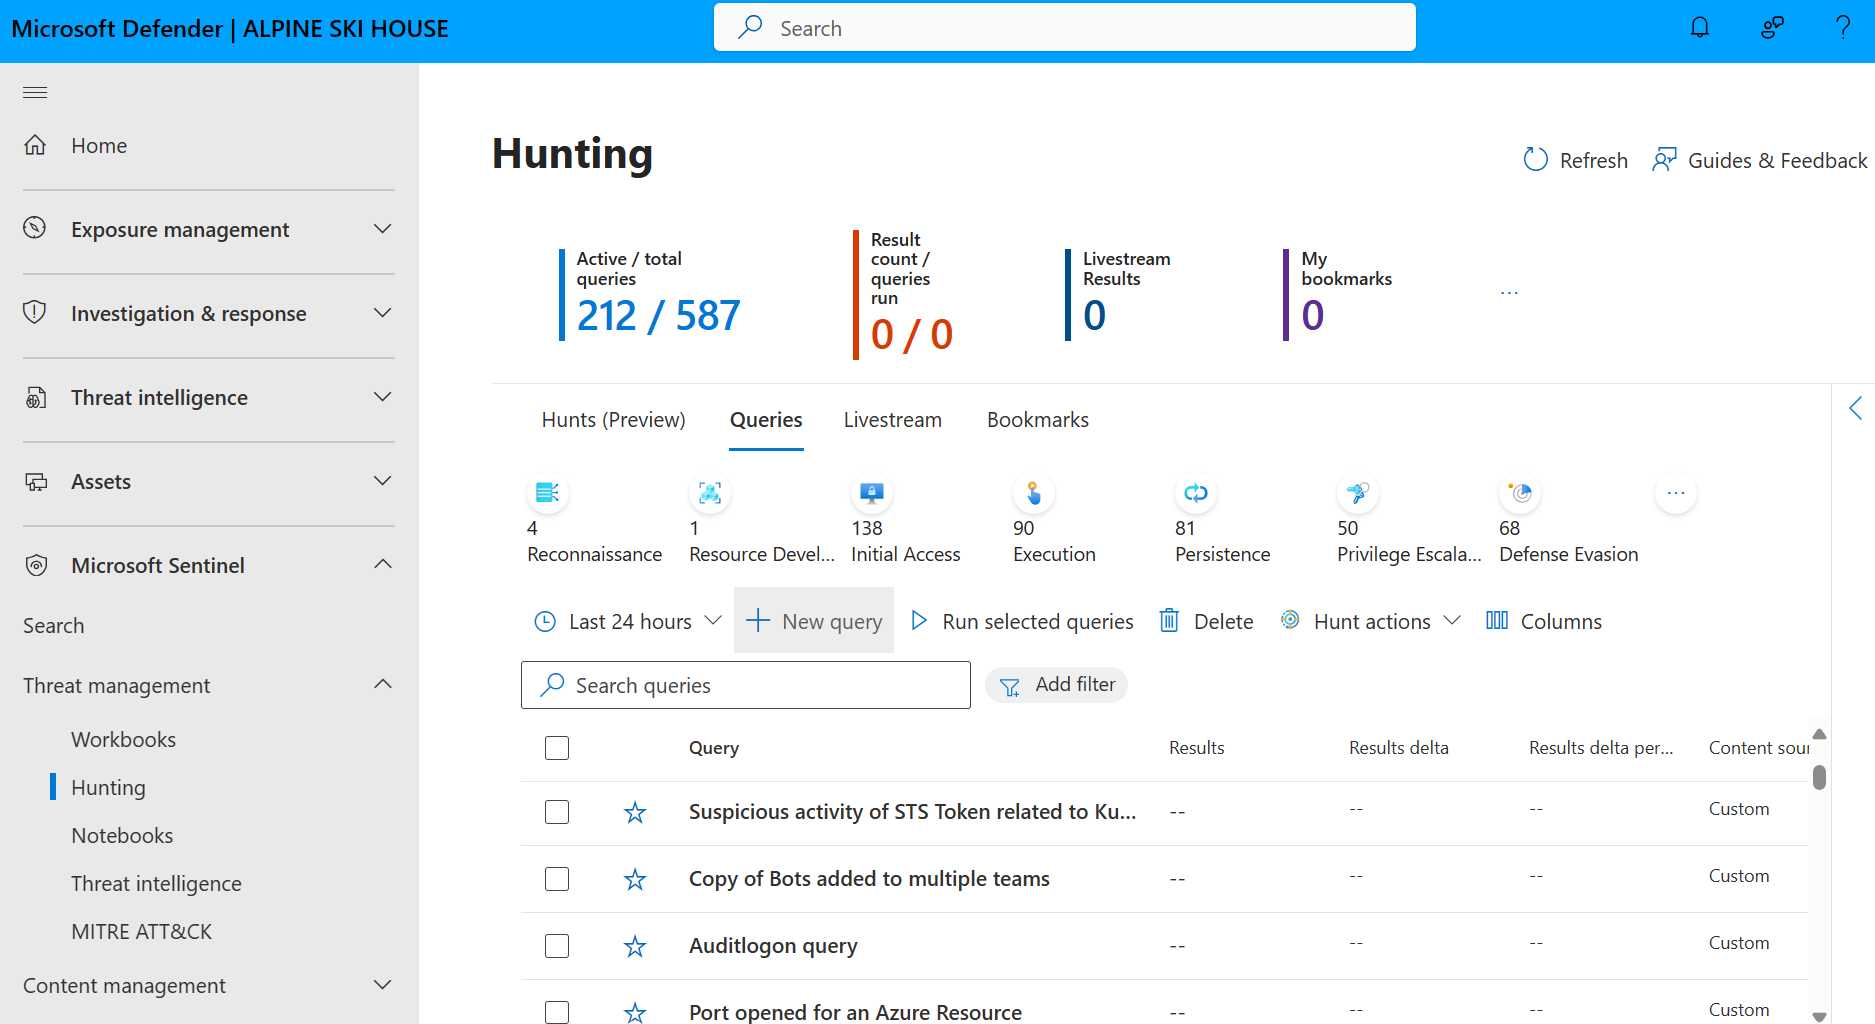 Microsoft Defender | ALPINE SKI HOUSE
Search
Home
Exposure management
Investigation & response
Threat intelligence
Assets
Microsoft Sentinel
Search
Threat management
Workbooks
Hunting
Notebooks
Threat intelligence
MITRE ATT&CK
Content management
Hunting
Refresh
Guides & Feedback
Active / total
queries
212 / 587
Result
count /
queries
run
0 / 0
Livestream
Results
0
My
bookmarks
0
...
Hunts (Preview)
Queries
Livestream
Bookmarks
4
Reconnaissance
1
Resource Devel...
138
Initial Access
90
Execution
81
Persistence
50
Privilege Escala...
68
Defense Evasion
...
Last 24 hours
New query
Run selected queries
Delete
Hunt actions
Columns
Search queries
Add filter
Query Results Results delta Results delta per... Content sou
Suspicious activity of STS Token related to Ku... -- -- -- Custom
Copy of Bots added to multiple teams -- -- -- Custom
Auditlogon query -- -- -- Custom
Port opened for an Azure Resource -- -- -- Custom